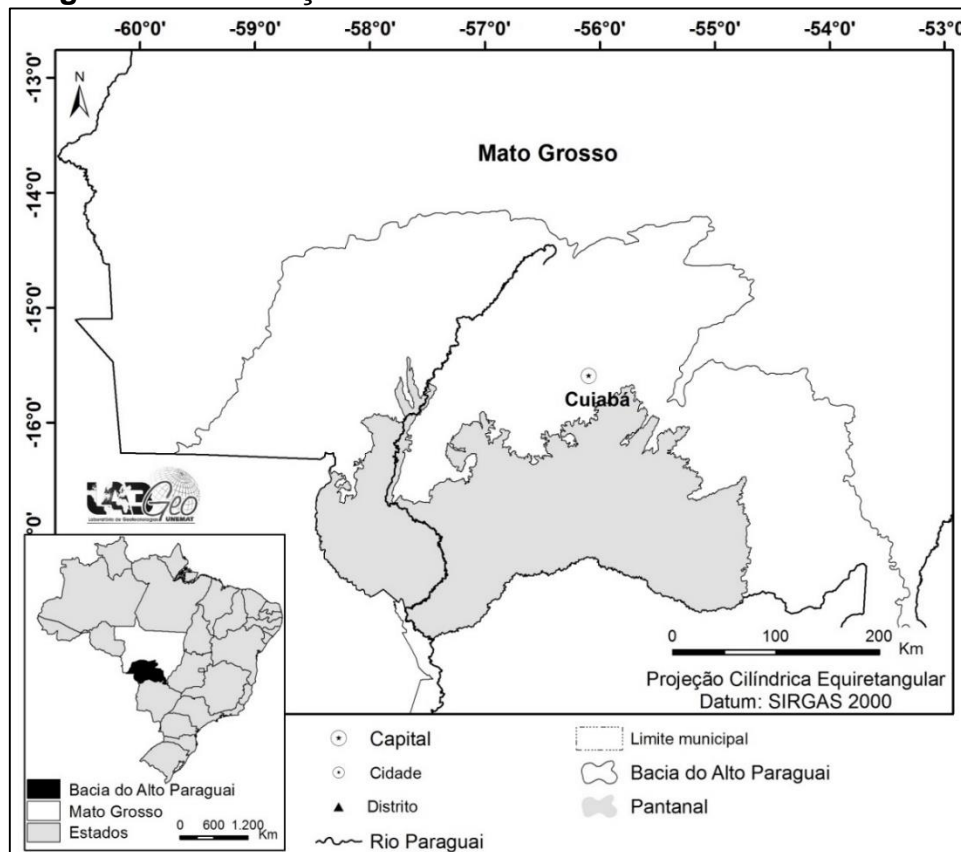 -60°0' -59°0' -58°0' -57°0' -56°0' -55°0' -54°0' -53°0'
-13°0'
N
Mato Grosso
-14°0'
-15°0'
Cuiabá
-16°0'
Geo
UNEMAT
0 100 200
Km
Projeção Cilíndrica Equiretangular
Datum: SIRGAS 2000
Bacia do Alto Paraguai
Mato Grosso
Estados
0 600 1.200
Km
Capital
Cidade
Distrito
Rio Paraguai
Limite municipal
Bacia do Alto Paraguai
Pantanal